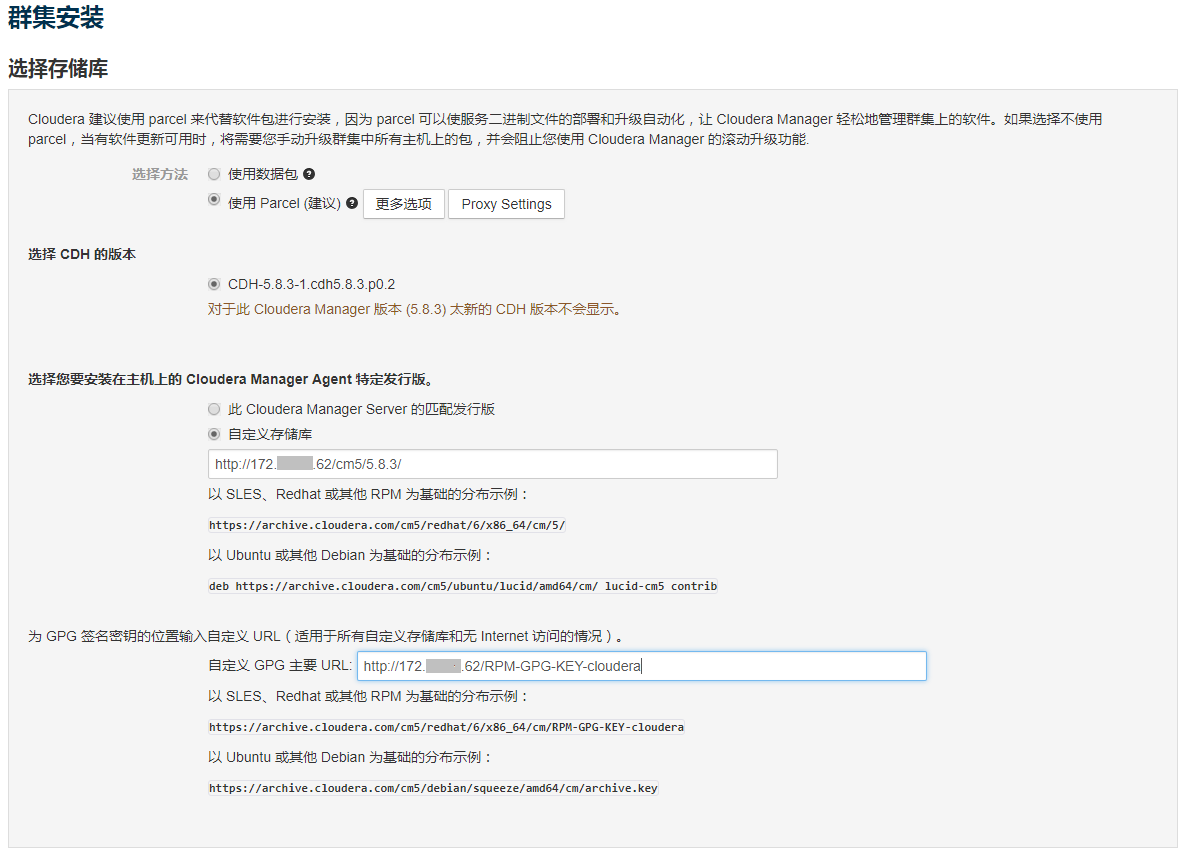 群集安装
选择存储库
Cloudera 建议使用 parcel 来代替软件包进行安装，因为 parcel 可以使服务二进制文件的部署和升级自动化，让 Cloudera Manager 轻松地管理群集上的软件。如果选择不使用
parcel，当有软件更新可用时，将需要您手动升级群集中所有主机上的包，并会阻止您使用 Cloudera Manager 的滚动升级功能.
选择方法 使用数据包 ?
使用 Parcel (建议) ? 更多选项 Proxy Settings
选择 CDH 的版本
CDH-5.8.3-1.cdh5.8.3.p0.2
对于此 Cloudera Manager 版本 (5.8.3) 太新的 CDH 版本不会显示。
选择您要安装在主机上的 Cloudera Manager Agent 特定发行版。
此 Cloudera Manager Server 的匹配发行版
自定义存储库
http://172. .62/cm5/5.8.3/
以 SLES、Redhat 或其他 RPM 为基础的分布示例：
https://archive.cloudera.com/cm5/redhat/6/x86_64/cm/5/
以 Ubuntu 或其他 Debian 为基础的分布示例：
deb https://archive.cloudera.com/cm5/ubuntu/lucid/amd64/cm/ lucid-cm5 contrib
为 GPG 签名密钥的位置输入自定义 URL（适用于所有自定义存储库和无 Internet 访问的情况）。
自定义 GPG 主要 URL: http://172. .62/RPM-GPG-KEY-cloudera
以 SLES、Redhat 或其他 RPM 为基础的分布示例：
https://archive.cloudera.com/cm5/redhat/6/x86_64/cm/RPM-GPG-KEY-cloudera
以 Ubuntu 或其他 Debian 为基础的分布示例：
https://archive.cloudera.com/cm5/debian/squeeze/amd64/cm/archive.key